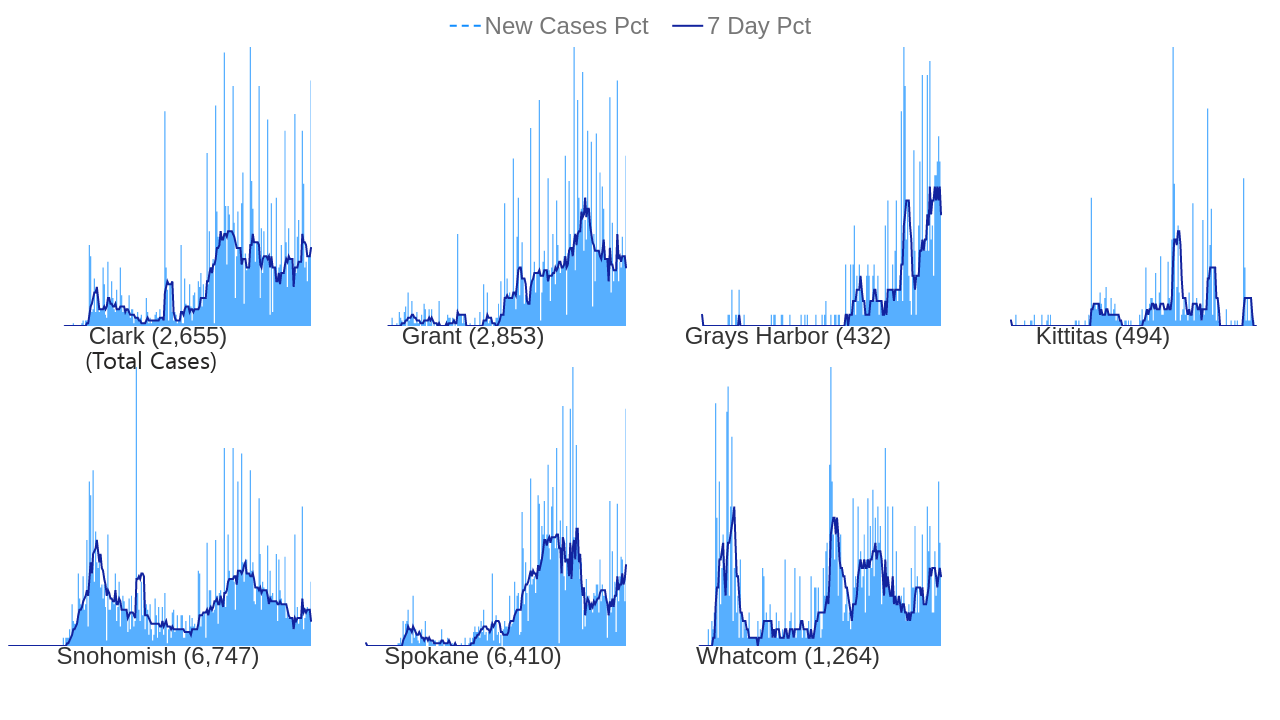 New Cases Pct 7 Day Pct
Clark (2,655) Grant (2,853) Grays Harbor (432) Kittitas (494)
(Total Cases)
Snohomish (6,747) Spokane (6,410) Whatcom (1,264)